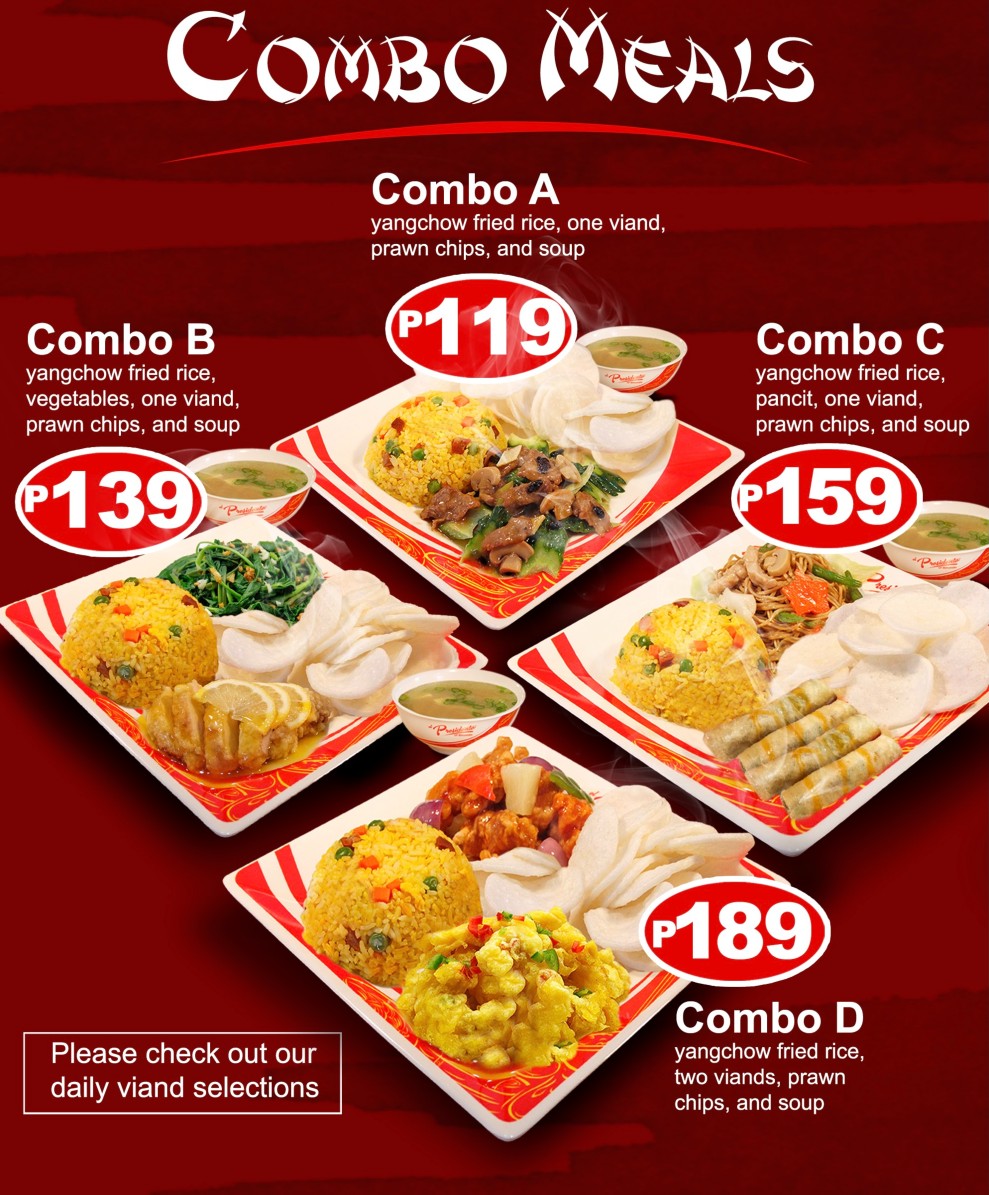 COMBO MEALS
Combo A
yangchow fried rice, one viand,
prawn chips, and soup
P119
Combo B
yangchow fried rice,
vegetables, one viand,
prawn chips, and soup
P139
Combo C
yangchow fried rice,
pancit, one viand,
prawn chips, and soup
P159
P189
Combo D
yangchow fried rice,
two viands, prawn
chips, and soup
Please check out our
daily viand selections